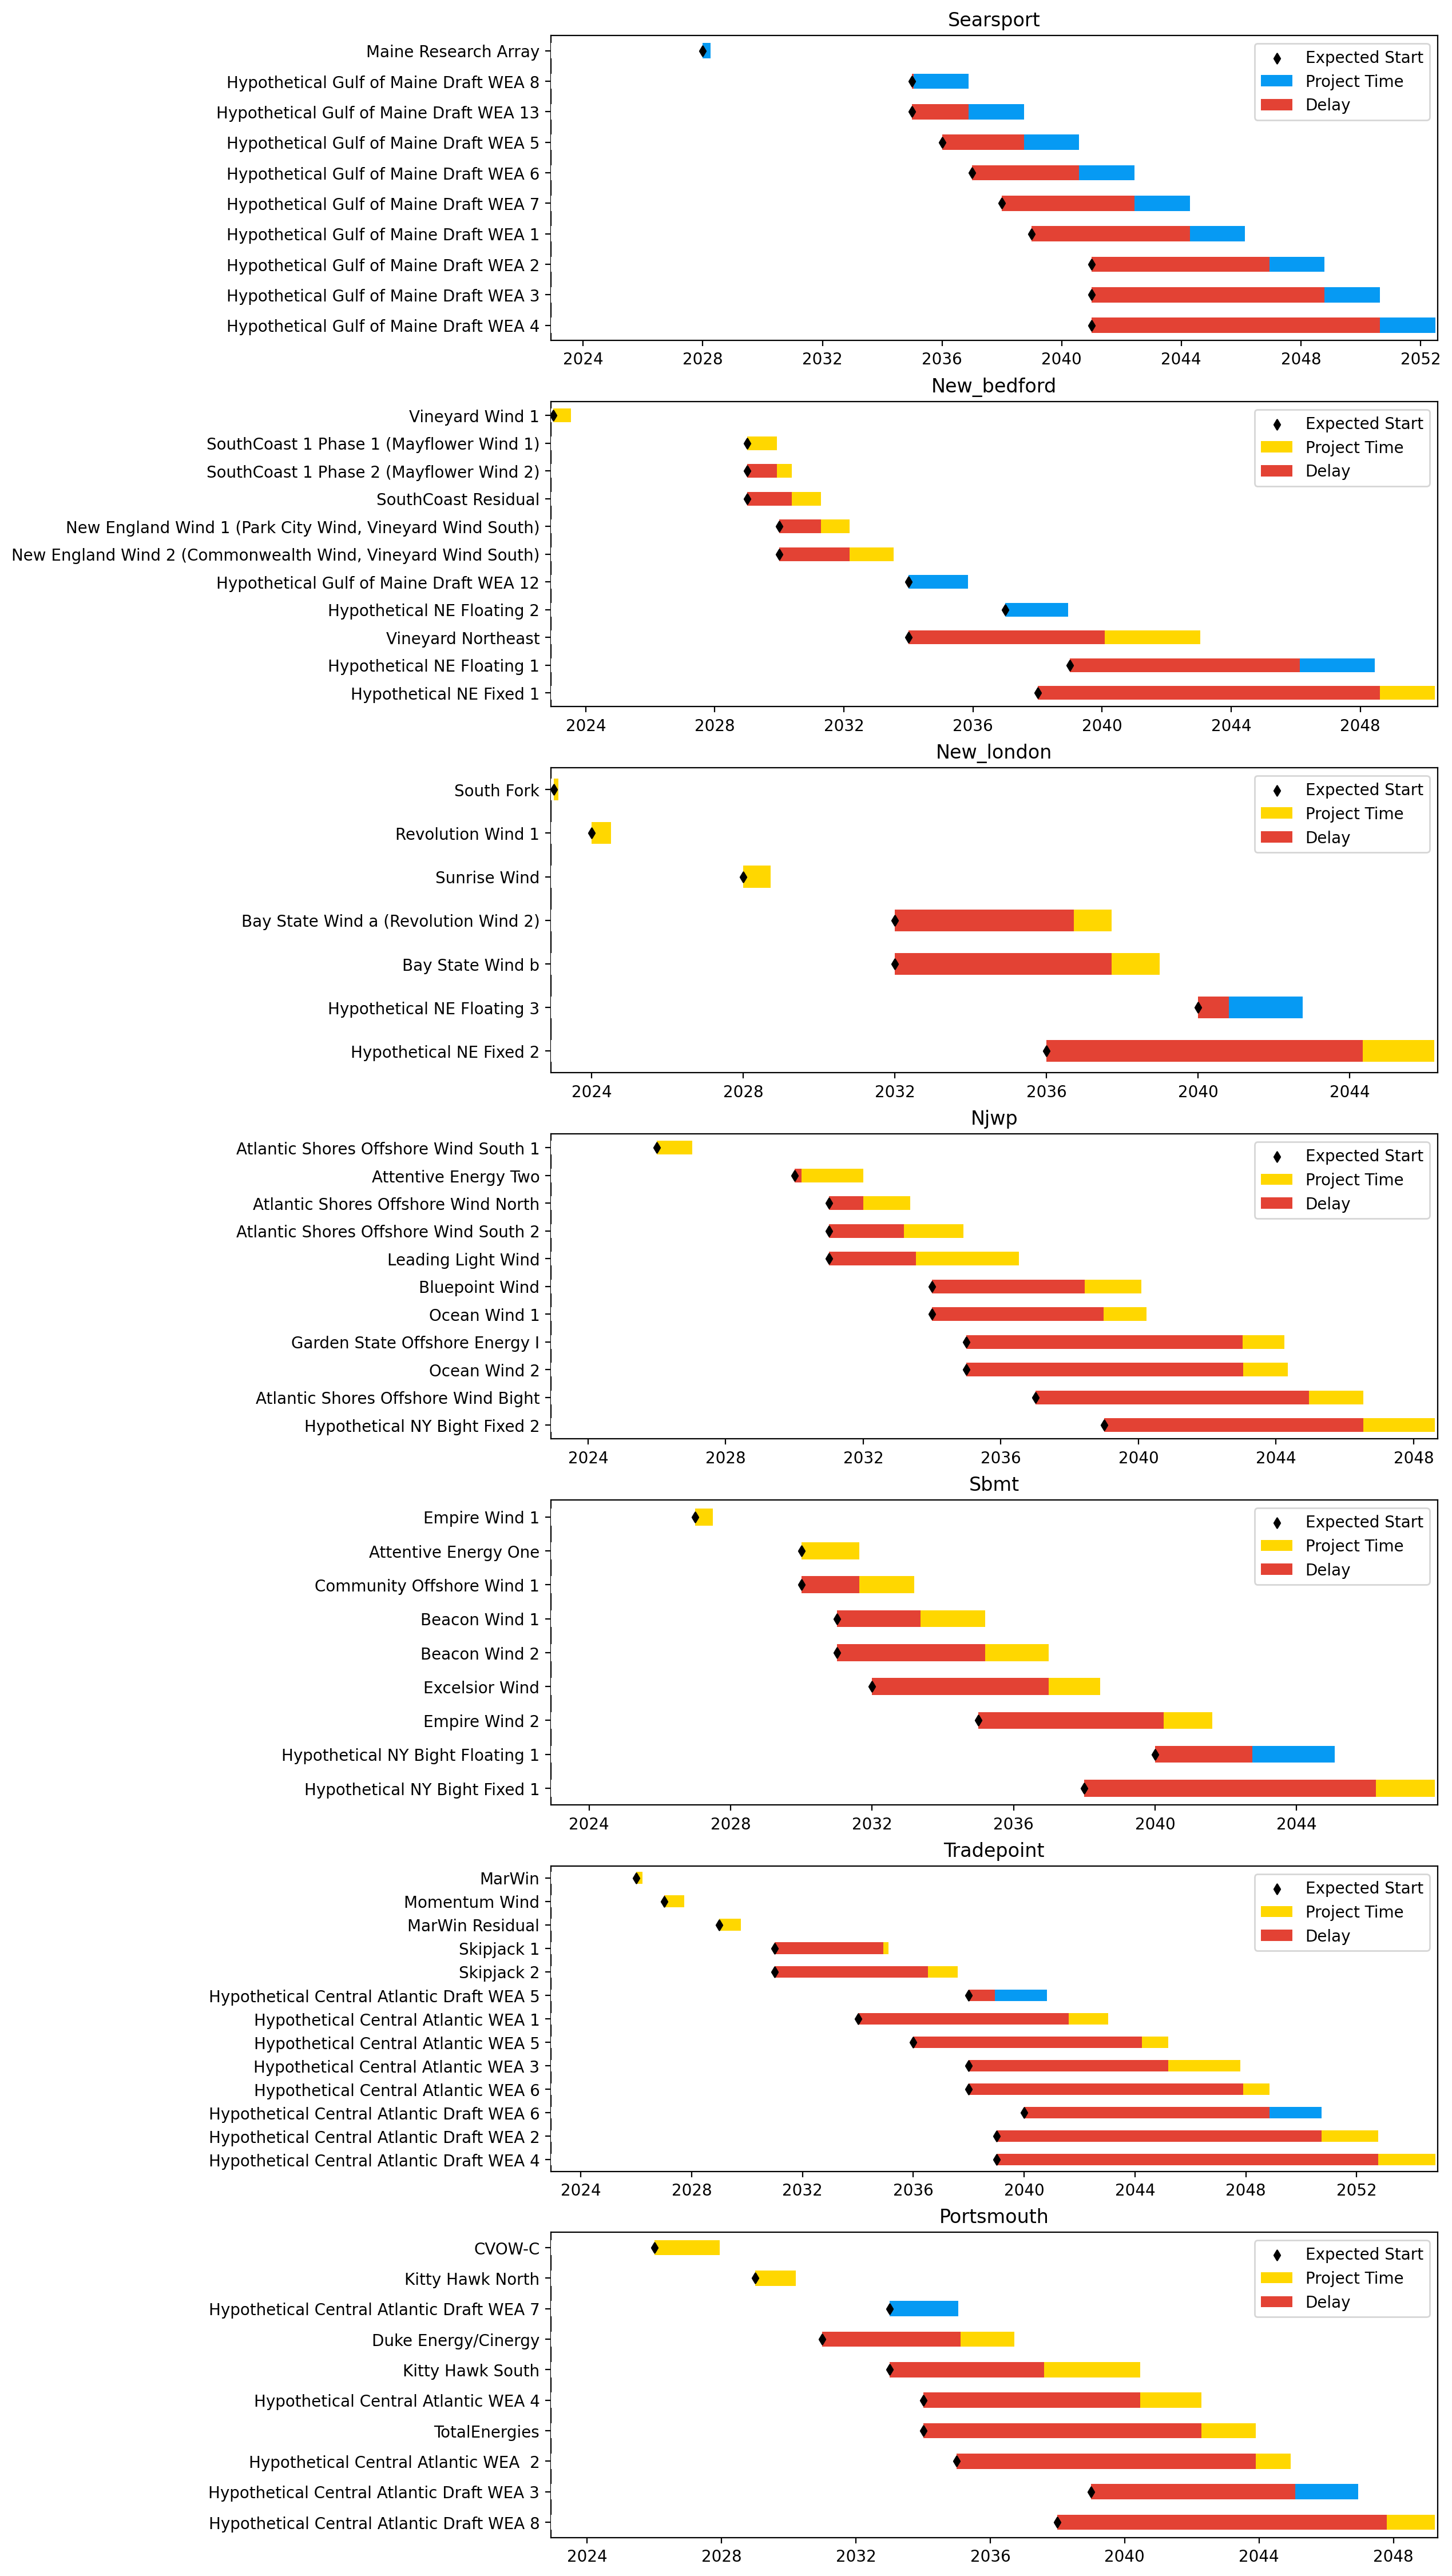 Searsport
Maine Research Array
Hypothetical Gulf of Maine Draft WEA 8
Hypothetical Gulf of Maine Draft WEA 13
Hypothetical Gulf of Maine Draft WEA 5
Hypothetical Gulf of Maine Draft WEA 6
Hypothetical Gulf of Maine Draft WEA 7
Hypothetical Gulf of Maine Draft WEA 1
Hypothetical Gulf of Maine Draft WEA 2
Hypothetical Gulf of Maine Draft WEA 3
Hypothetical Gulf of Maine Draft WEA 4
Expected Start
Project Time
Delay
2024 2028 2032 2036 2040 2044 2048 2052
New_bedford
Vineyard Wind 1
SouthCoast 1 Phase 1 (Mayflower Wind 1)
SouthCoast 1 Phase 2 (Mayflower Wind 2)
SouthCoast Residual
New England Wind 1 (Park City Wind, Vineyard Wind South)
New England Wind 2 (Commonwealth Wind, Vineyard Wind South)
Hypothetical Gulf of Maine Draft WEA 12
Hypothetical NE Floating 2
Vineyard Northeast
Hypothetical NE Floating 1
Hypothetical NE Fixed 1
Expected Start
Project Time
Delay
2024 2028 2032 2036 2040 2044 2048
New_london
South Fork
Revolution Wind 1
Sunrise Wind
Bay State Wind a (Revolution Wind 2)
Bay State Wind b
Hypothetical NE Floating 3
Hypothetical NE Fixed 2
Expected Start
Project Time
Delay
2024 2028 2032 2036 2040 2044
Njwp
Atlantic Shores Offshore Wind South 1
Attentive Energy Two
Atlantic Shores Offshore Wind North
Atlantic Shores Offshore Wind South 2
Leading Light Wind
Bluepoint Wind
Ocean Wind 1
Garden State Offshore Energy I
Ocean Wind 2
Atlantic Shores Offshore Wind Bight
Hypothetical NY Bight Fixed 2
Expected Start
Project Time
Delay
2024 2028 2032 2036 2040 2044 2048
Sbmt
Empire Wind 1
Attentive Energy One
Community Offshore Wind 1
Beacon Wind 1
Beacon Wind 2
Excelsior Wind
Empire Wind 2
Hypothetical NY Bight Floating 1
Hypothetical NY Bight Fixed 1
Expected Start
Project Time
Delay
2024 2028 2032 2036 2040 2044
Tradepoint
MarWin
Momentum Wind
MarWin Residual
Skipjack 1
Skipjack 2
Hypothetical Central Atlantic Draft WEA 5
Hypothetical Central Atlantic WEA 1
Hypothetical Central Atlantic WEA 5
Hypothetical Central Atlantic WEA 3
Hypothetical Central Atlantic WEA 6
Hypothetical Central Atlantic Draft WEA 6
Hypothetical Central Atlantic Draft WEA 2
Hypothetical Central Atlantic Draft WEA 4
Expected Start
Project Time
Delay
2024 2028 2032 2036 2040 2044 2048 2052
Portsmouth
CVOW-C
Kitty Hawk North
Hypothetical Central Atlantic Draft WEA 7
Duke Energy/Cinergy
Kitty Hawk South
Hypothetical Central Atlantic WEA 4
TotalEnergies
Hypothetical Central Atlantic WEA  2
Hypothetical Central Atlantic Draft WEA 3
Hypothetical Central Atlantic Draft WEA 8
Expected Start
Project Time
Delay
2024 2028 2032 2036 2040 2044 2048